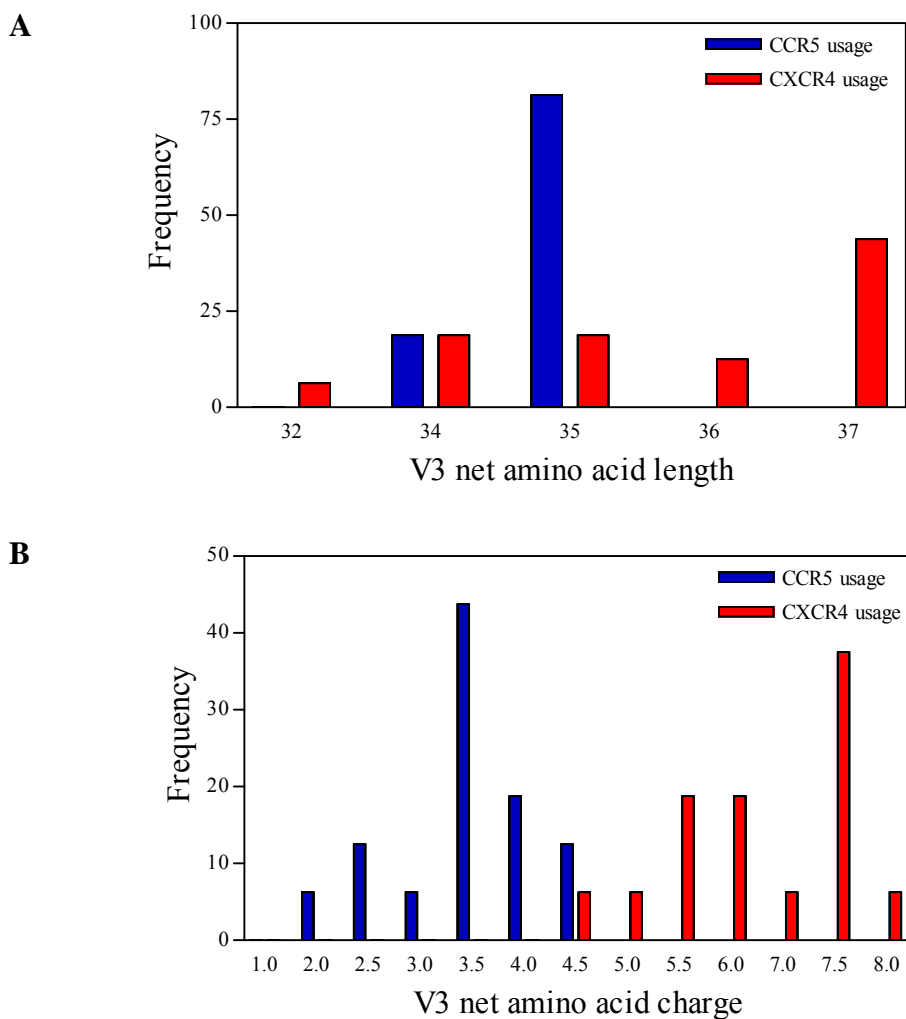 A
100
75
50
25
0
Frequency
CCR5 usage
CXCR4 usage
32 34 35 36 37
V3 net amino acid length
B
50
40
30
20
10
0
Frequency
CCR5 usage
CXCR4 usage
1.0 2.0 2.5 3.0 3.5 4.0 4.5 5.0 5.5 6.0 7.0 7.5 8.0
V3 net amino acid charge